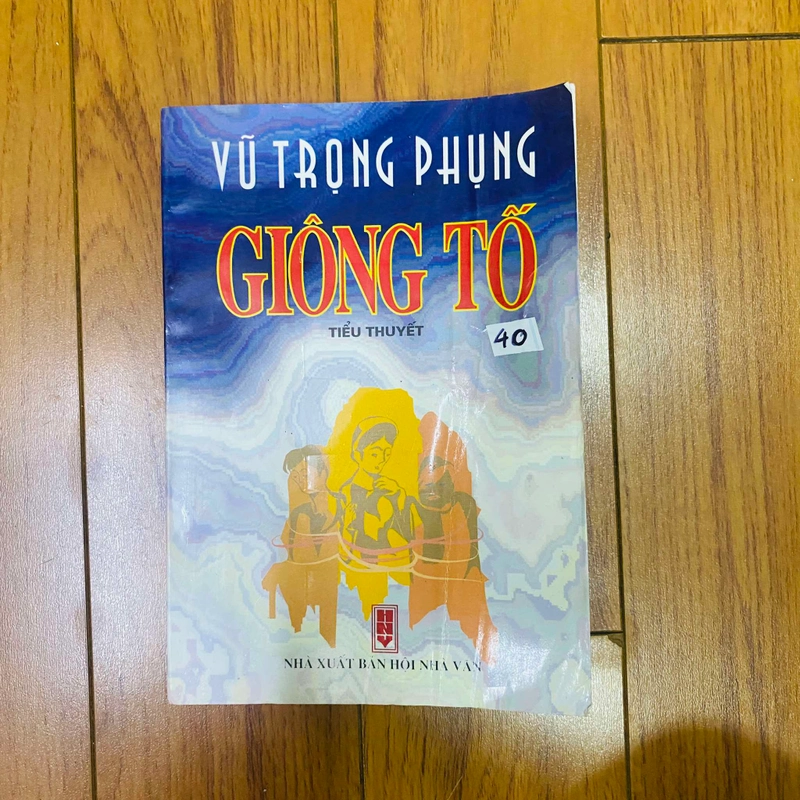 VŨ TRỌNG PHỤNG
GIÔNG TỐ
TIỂU THUYẾT
40
NHÀ XUẤT BẢN HỘI NHÀ VĂN